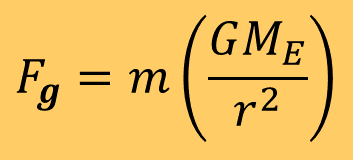 F_g = m (GM_E / r^2)